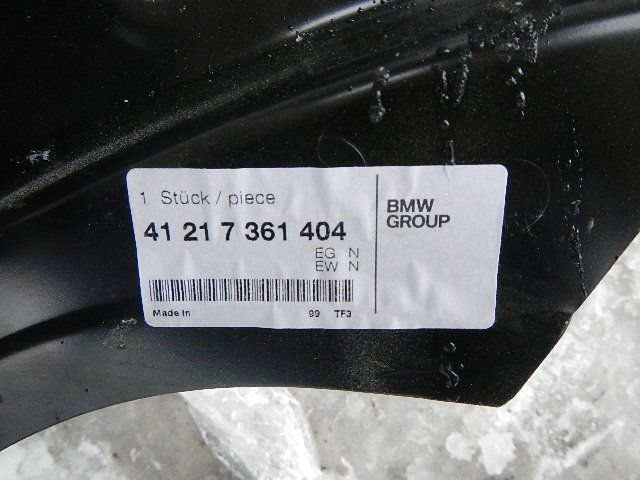 1 Stück / piece
41 21 7 361 404
EG N
EW N
Made In 99 TF3
BMW
GROUP